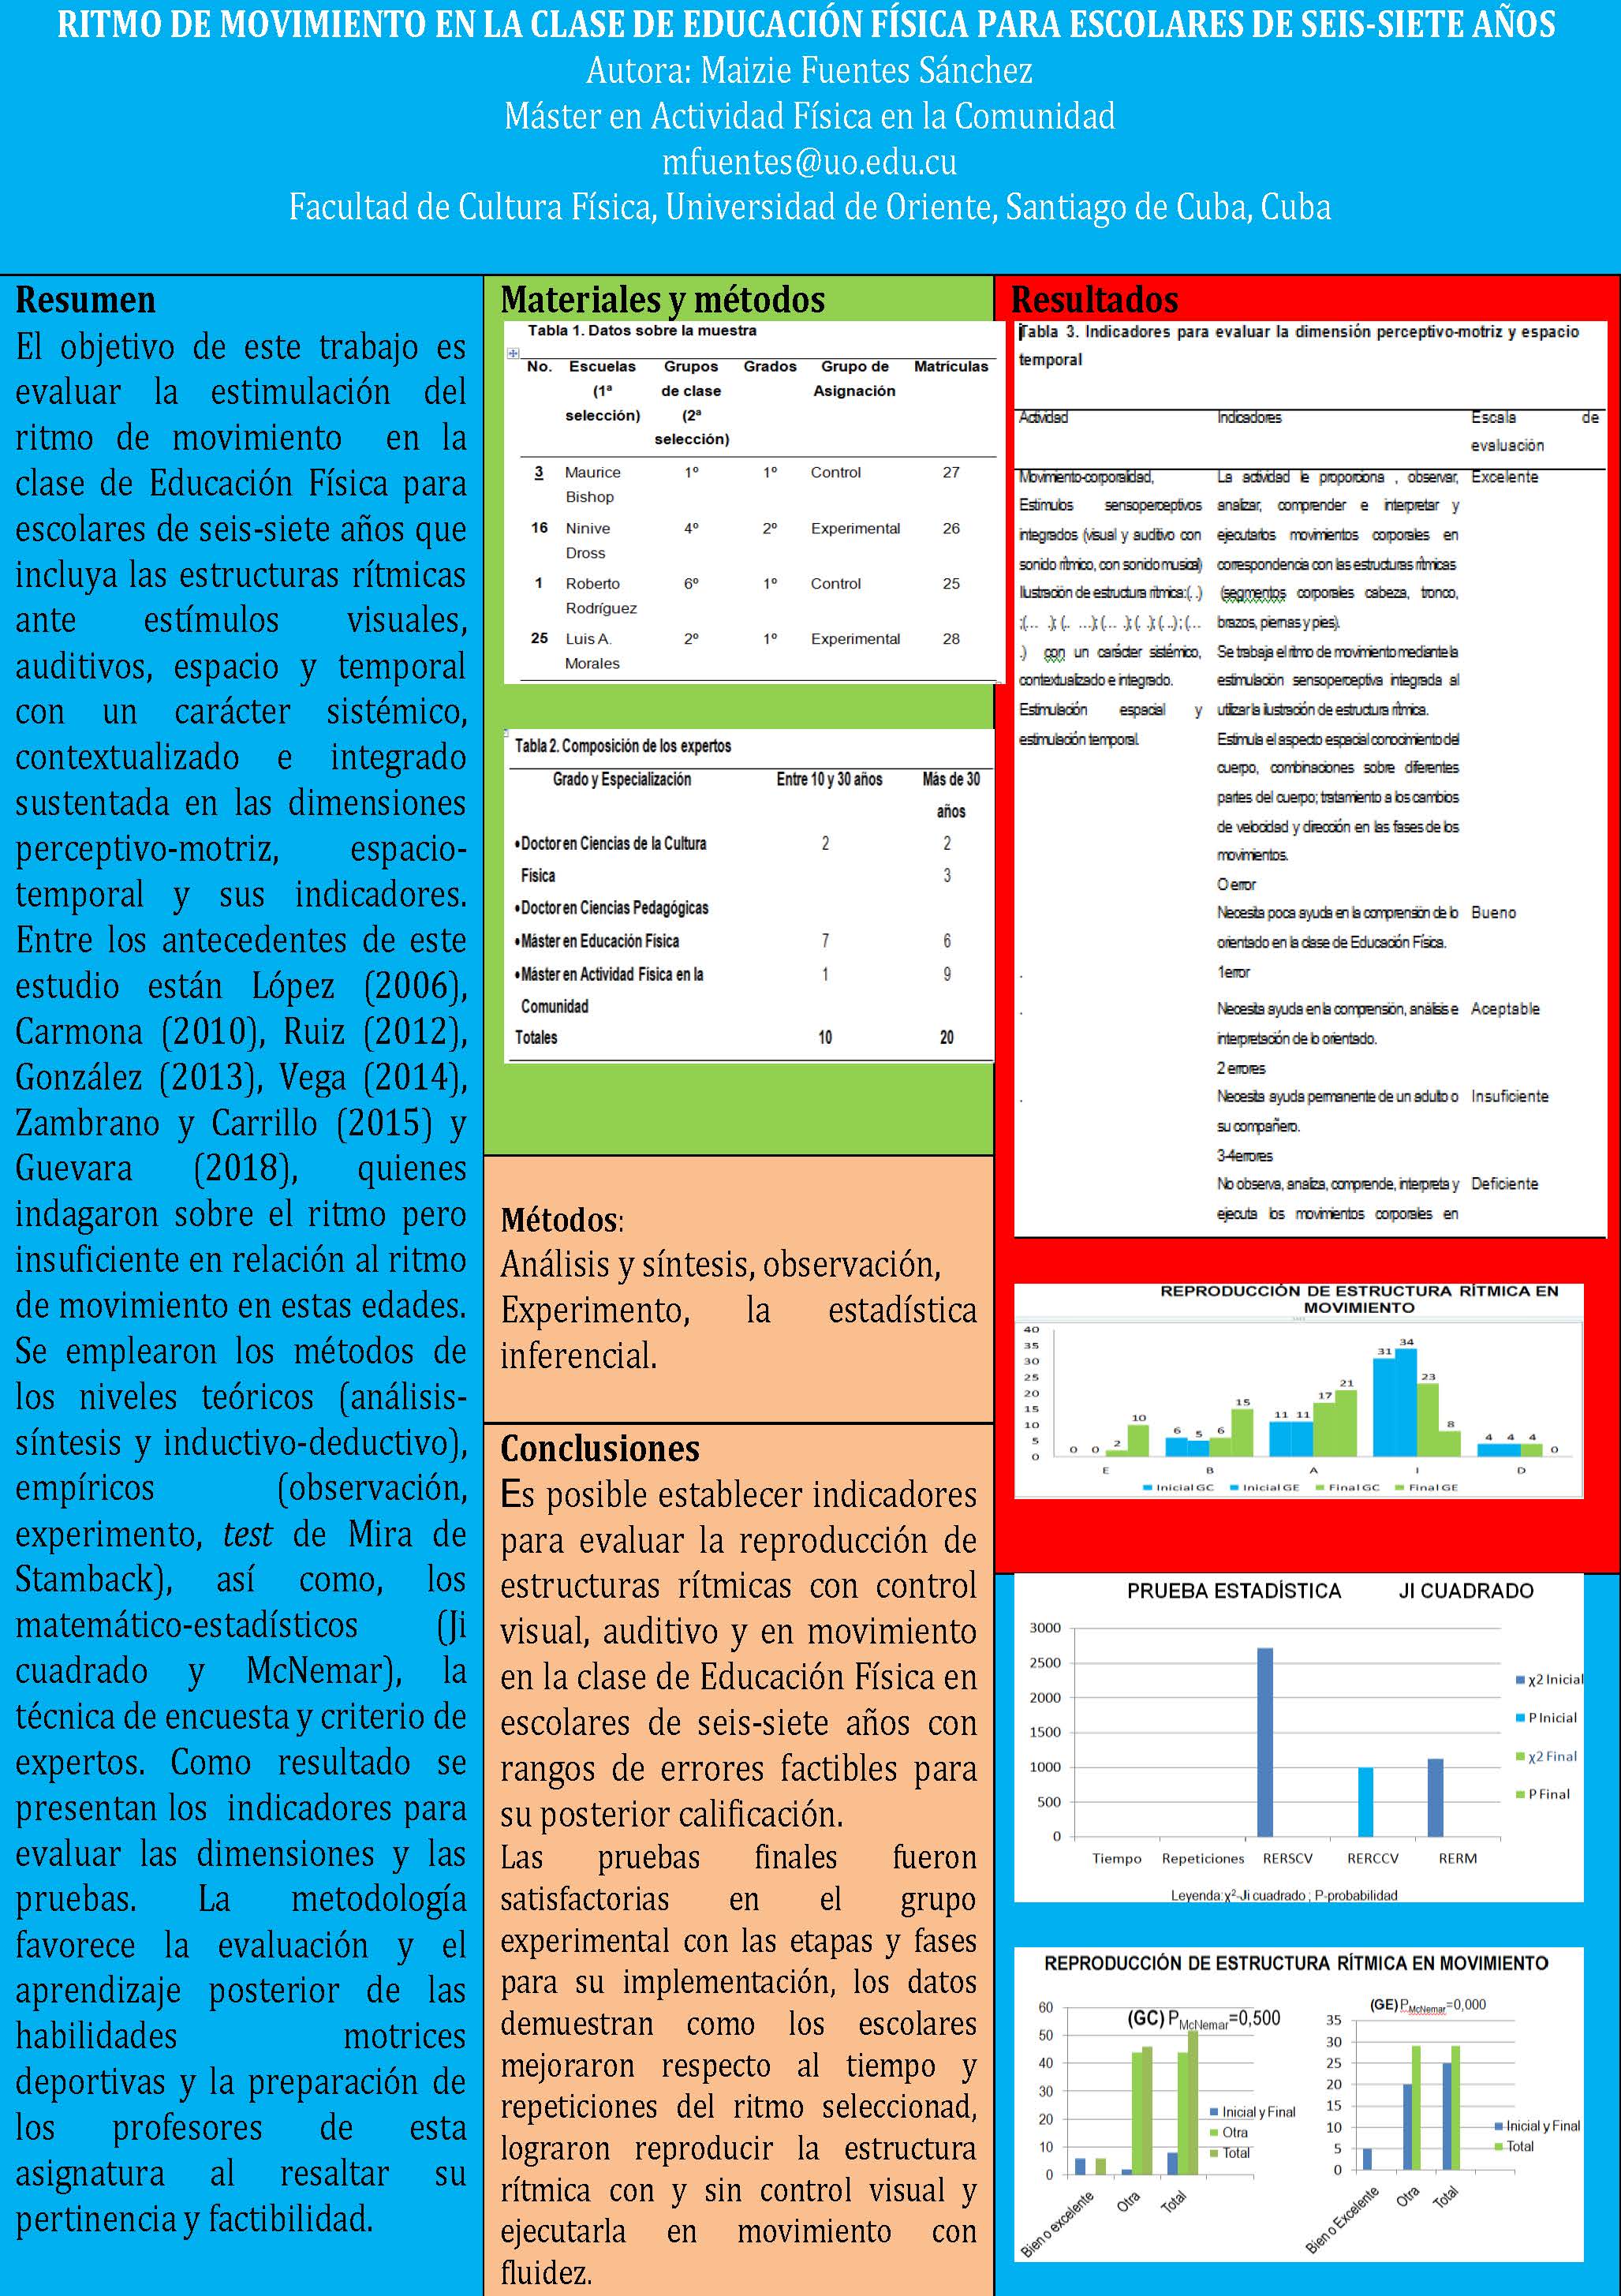 RITMO DE MOVIMIENTO EN LA CLASE DE EDUCACIÓN FÍSICA PARA ESCOLARES DE SEIS-SIETE AÑOS
Autora: Maizie Fuentes Sánchez
Máster en Actividad Física en la Comunidad
mfuentes@uo.edu.cu
Facultad de Cultura Física, Universidad de Oriente, Santiago de Cuba, Cuba
Resumen
El objetivo de este trabajo es
evaluar la estimulación del
ritmo de movimiento en la
clase de Educación Física para
escolares de seis-siete años que
incluya las estructuras rítmicas
ante estímulos visuales,
auditivos, espacio y temporal
con un carácter sistémico,
contextualizado e integrado
sustentada en las dimensiones
perceptivo-motriz, espacio-
temporal y sus indicadores.
Entre los antecedentes de este
estudio están López (2006),
Carmona (2010), Ruiz (2012),
González (2013), Vega (2014),
Zambrano y Carrillo (2015) y
Guevara (2018), quienes
indagaron sobre el ritmo pero
insuficiente en relación al ritmo
de movimiento en estas edades.
Se emplearon los métodos de
los niveles teóricos (análisis-
síntesis y inductivo-deductivo),
empíricos (observación,
experimento, test de Mira de
Stamback), así como, los
matemático-estadísticos (Ji
cuadrado y McNemar), la
técnica de encuesta y criterio de
expertos. Como resultado se
presentan los indicadores para
evaluar las dimensiones y las
pruebas. La metodología
favorece la evaluación y el
aprendizaje posterior de las
habilidades motrices
deportivas y la preparación de
los profesores de esta
asignatura al resaltar su
pertinencia y factibilidad.
Materiales y métodos
Tabla 1. Datos sobre la muestra
No. Escuelas Grupos Grados Grupo de Matrículas
(1ª de clase Asignación
selección) (2ª
selección)
3 Maurice 1º 1º Control 27
Bishop
16 Ninive 4º 2º Experimental 26
Dross
1 Roberto 6º 1º Control 25
Rodríguez
25 Luis A. 2º 1º Experimental 28
Morales
Tabla 2. Composición de los expertos
Grado y Especialización Entre 10 y 30 años Más de 30
años
•Doctor en Ciencias de la Cultura 2 2
Física 3
•Doctor en Ciencias Pedagógicas
•Máster en Educación Física 7 6
•Máster en Actividad Física en la 1 9
Comunidad
Totales 10 20
Métodos:
Análisis y síntesis, observación,
Experimento, la estadística
inferencial.
Conclusiones
Es posible establecer indicadores
para evaluar la reproducción de
estructuras rítmicas con control
visual, auditivo y en movimiento
en la clase de Educación Física en
escolares de seis-siete años con
rangos de errores factibles para
su posterior calificación.
Las pruebas finales fueron
satisfactorias en el grupo
experimental con las etapas y fases
para su implementación, los datos
demuestran como los escolares
mejoraron respecto al tiempo y
repeticiones del ritmo seleccionad,
lograron reproducir la estructura
rítmica con y sin control visual y
ejecutarla en movimiento con
fluidez.
Resultados
Tabla 3. Indicadores para evaluar la dimensión perceptivo-motriz y espacio
temporal
Actividad Indicadores Escala de
evaluación
Movimiento-corporalidad, La actividad le proporciona , observar, Excelente
Estimulos sensoperceptivos analizar, comprender e interpretar y
integrados (visual y auditivo con ejecutarlos movimientos corporales en
sonido rítmico, con sonido musical) correspondencia con las estructuras rítmicas
Ilustración de estructura rítmica:(. .) (segmentos corporales cabeza, tronco,
;(... .); (.. ...); (... .); (. .); (. ..); (... brazos, piernas y pies).
.) con un carácter sistémico, Se trabaja el ritmo de movimiento mediante la
contextualizado e integrado. estimulación sensoperceptiva integrada al
Estimulación espacial y utilizar la ilustración de estructura rítmica.
estimulación temporal. Estimula el aspecto espacial conocimiento del
cuerpo, combinaciones sobre diferentes
partes del cuerpo; tratamiento a los cambios
de velocidad y dirección en las fases de los
movimientos.
O error
Necesita poca ayuda en la comprensión de lo Bueno
orientado en la clase de Educación Física.
. 1error
. Necesita ayuda en la comprensión, análisis e Aceptable
interpretación de lo orientado.
2 errores
. Necesita ayuda permanente de un adulto o Insuficiente
su compañero.
3-4errores
No observa, analiza, comprende, interpreta y Deficiente
ejecuta los movimientos corporales en
REPRODUCCIÓN DE ESTRUCTURA RÍTMICA EN
MOVIMIENTO
40
35
30
25
20
15
10
5
0
0 0 2 10
6 5 6 15
11 11 17 21
31 34 23 8
4 4 4 0
E B A I D
Inicial GC Inicial GE Final GC Final GE
PRUEBA ESTADÍSTICA JI CUADRADO
3000
2500
2000
1500
1000
500
0
χ2 Inicial
P Inicial
χ2 Final
P Final
Tiempo Repeticiones RERSCV RERCCV RERM
Leyenda:χ²-Ji cuadrado ; P-probabilidad
REPRODUCCIÓN DE ESTRUCTURA RÍTMICA EN MOVIMIENTO
(GC) PMcNemar=0,500
60
50
40
30
20
10
0
Inicial y Final
Otra
Total
Bien o excelente Otra Total
(GE) PMcNemar=0,000
35
30
25
20
15
10
5
0
Inicial y Final
Total
Bien o Excelente Otra Total